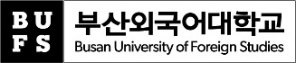 BU
FS
부산외국어대학교
Busan University of Foreign Studies